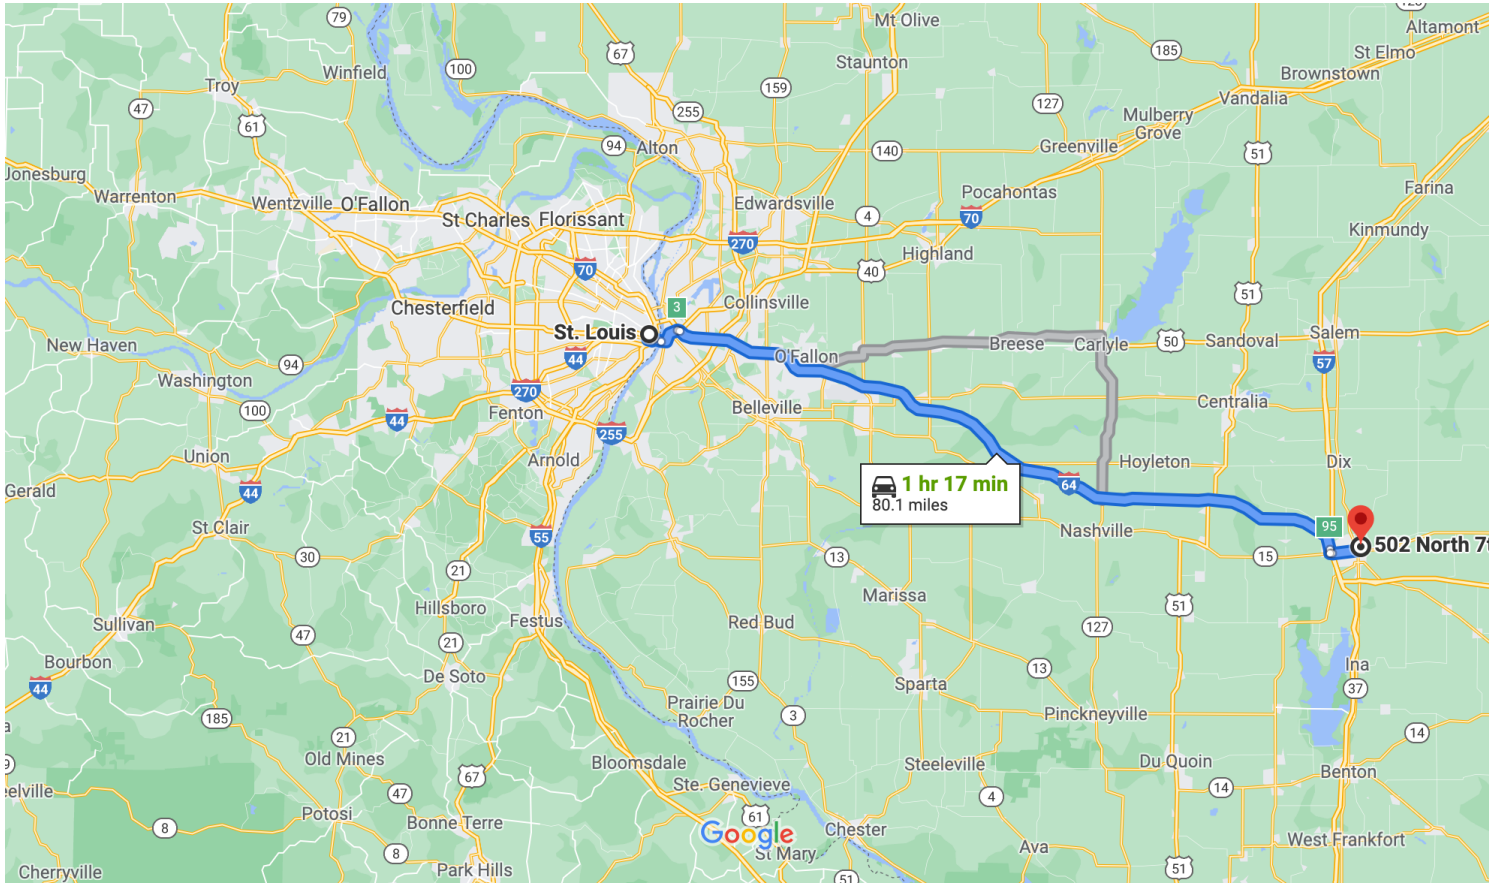 79
Mt Olive
Altamont
67
185
St Elmo
Winfield
100
Staunton
Brownstown
Troy
159
Vandalia
47
255
127
Mulberry
Grove
61
94
Alton
140
Greenville
51
Jonesburg
Warrenton
Wentzville
O'Fallon
St Charles
Florissant
Edwardsville
4
Pocahontas
70
Farina
270
Highland
Kinmundy
70
40
Chesterfield
3
Collinsville
51
St. Louis
New Haven
44
O'Fallon
Breese
Carlyle
50
Sandoval
Salem
94
57
Washington
270
100
Fenton
Belleville
Centralia
44
255
Union
Arnold
Hoyleton
Dix
Gerald
44
1 hr 17 min
80.1 miles
64
St Clair
55
Nashville
95
502 North 7t
30
21
13
15
Marissa
Sullivan
Hillsboro
Festus
Red Bud
51
47
21
127
Bourbon
De Soto
13
Ina
44
155
Sparta
37
185
Prairie Du
Rocher
3
Pinckneyville
14
21
Old Mines
Bloomsdale
Steeleville
Du Quoin
Benton
9
elville
67
Ste. Genevieve
47
4
14
Potosi
Bonne Terre
61
Google
Chester
8
West Frankfort
8
St Mary
Ava
Cherryville
Park Hills
51
51